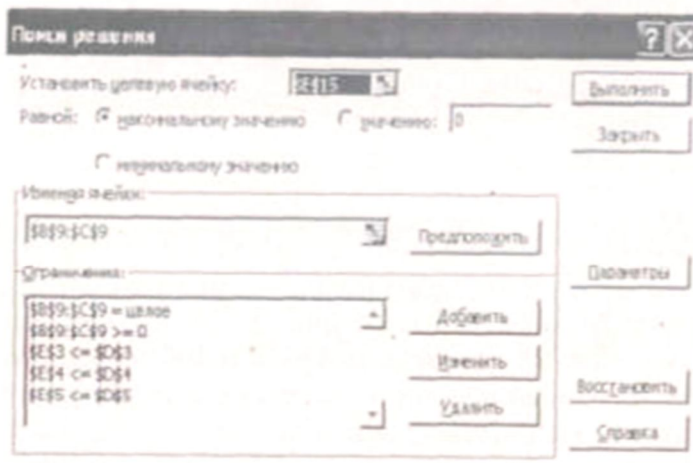 Поиск решения
Установить целевую ячейку: $E$15 Выполнить
Равной: максимальному значению значению: 0 Закрыть
минимальному значению
Изменяя ячейки:
$B$9:$C$9 Предположить
Ограничения: Параметры
$B$9:$C$9 = целое Добавить
$B$9:$C$9 >= 0
$E$3 <= $D$3 Изменить
$E$4 <= $D$4
$E$5 <= $D$5 Восстановить
Удалить
Справка